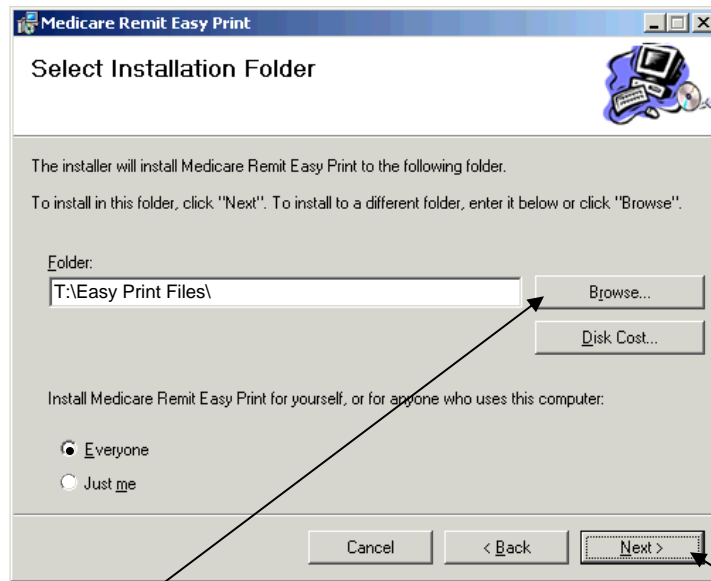 Medicare Remit Easy Print
Select Installation Folder
The installer will install Medicare Remit Easy Print to the following folder.
To install in this folder, click "Next". To install to a different folder, enter it below or click "Browse".
Folder:
T:\Easy Print Files\
Browse...
Disk Cost...
Install Medicare Remit Easy Print for yourself, or for anyone who uses this computer:
Everyone
Just me
Cancel
< Back
Next >